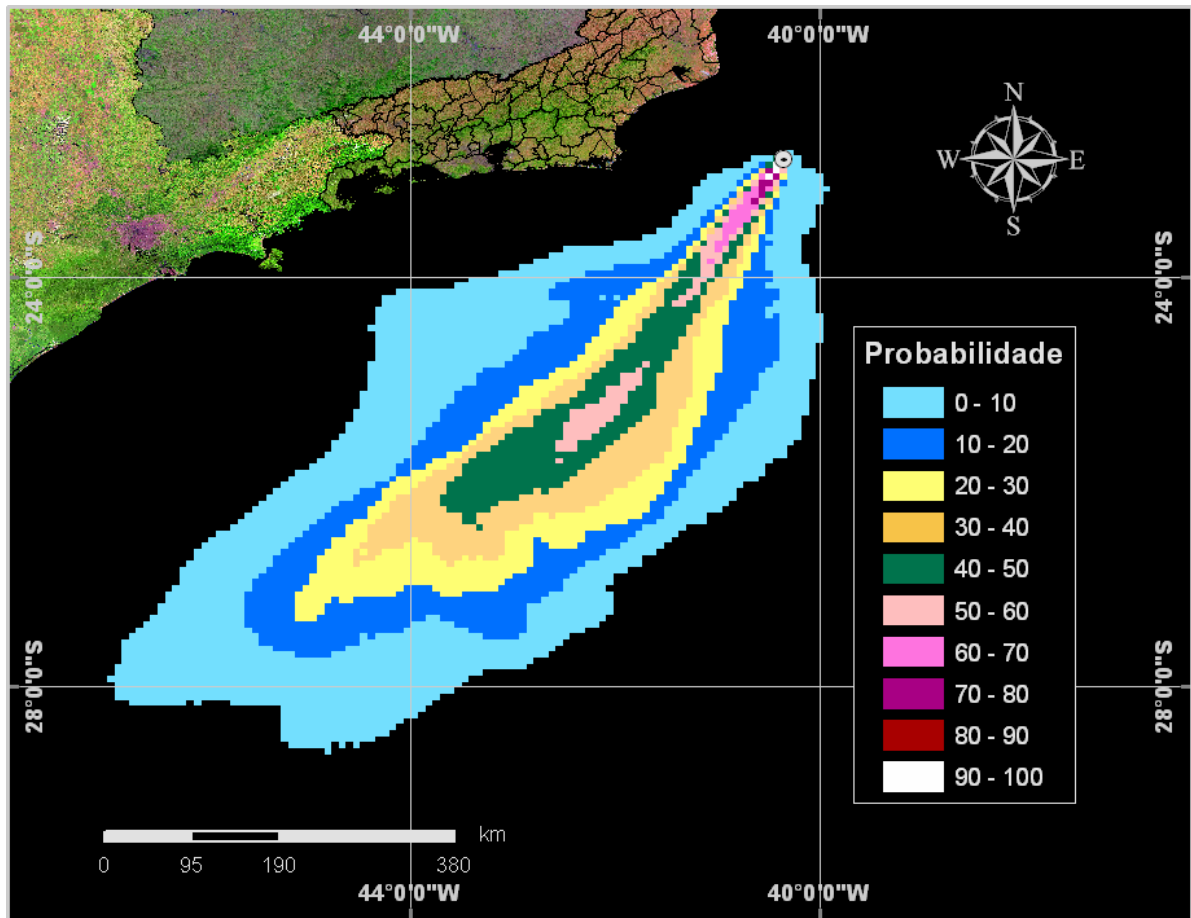 44°0'0"W 40°0'0"W
N
W E
S
24°0'0"S 24°0'0"S
Probabilidade
0 - 10
10 - 20
20 - 30
30 - 40
40 - 50
50 - 60
60 - 70
70 - 80
80 - 90
90 - 100
28°0'0"S 28°0'0"S
km
0 95 190 380
44°0'0"W 40°0'0"W